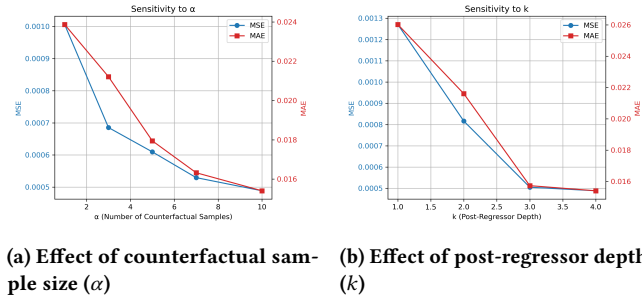 Sensitivity to α
MSE
MAE
0.0010
0.0009
0.0008
0.0007
0.0006
0.0005
MSE
0.024
0.022
0.020
0.018
0.016
MAE
2
4
6
8
10
α (Number of Counterfactual Samples)
Sensitivity to k
MSE
MAE
0.0013
0.0012
0.0011
0.0010
0.0009
0.0008
0.0007
0.0006
0.0005
MSE
0.026
0.024
0.022
0.020
0.018
0.016
MAE
1.0
1.5
2.0
2.5
3.0
3.5
4.0
k (Post-Regressor Depth)
(a) Effect of counterfactual sam-
ple size (α)
(b) Effect of post-regressor depth
(k)